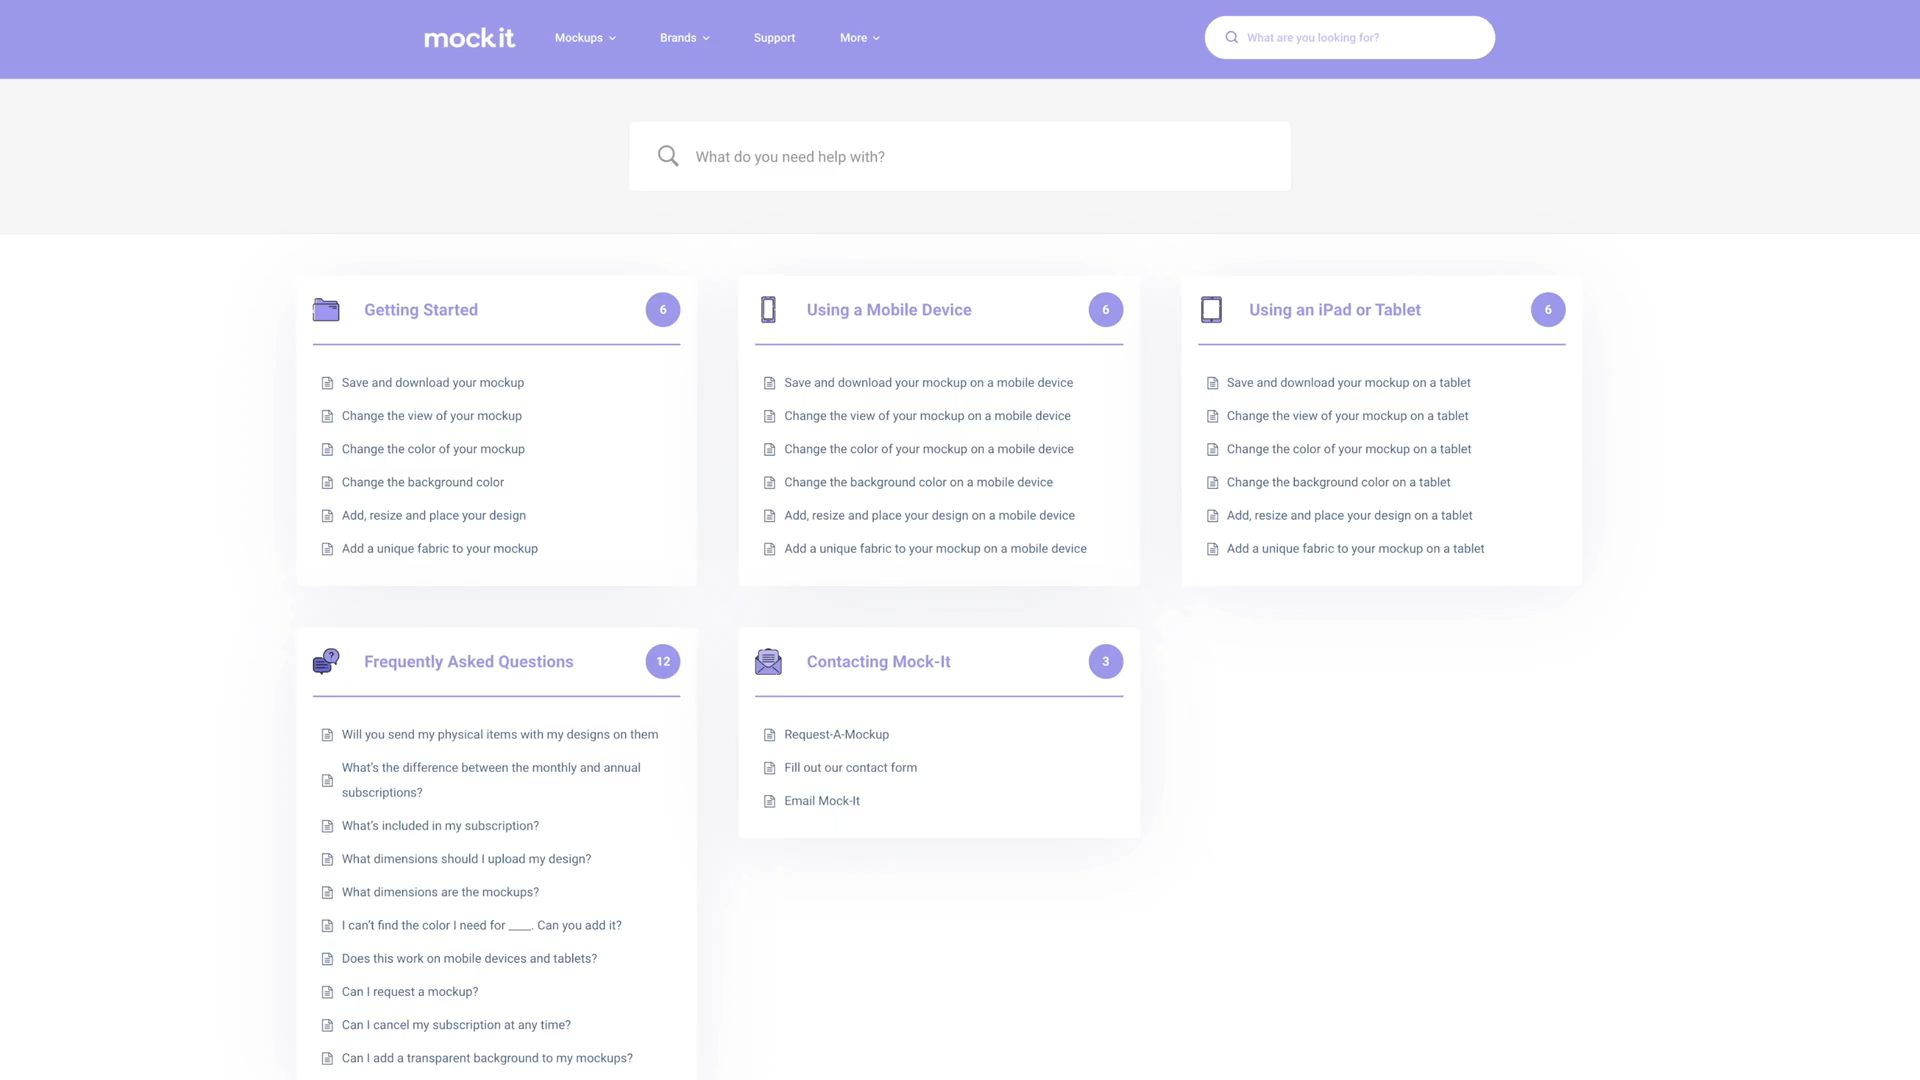 mockit
Mockups
Brands
Support
More
What are you looking for?
What do you need help with?
Getting Started
6
Save and download your mockup
Change the view of your mockup
Change the color of your mockup
Change the background color
Add, resize and place your design
Add a unique fabric to your mockup
Using a Mobile Device
6
Save and download your mockup on a mobile device
Change the view of your mockup on a mobile device
Change the color of your mockup on a mobile device
Change the background color on a mobile device
Add, resize and place your design on a mobile device
Add a unique fabric to your mockup on a mobile device
Using an iPad or Tablet
6
Save and download your mockup on a tablet
Change the view of your mockup on a tablet
Change the color of your mockup on a tablet
Change the background color on a tablet
Add, resize and place your design on a tablet
Add a unique fabric to your mockup on a tablet
Frequently Asked Questions
12
Will you send my physical items with my designs on them
What's the difference between the monthly and annual
subscriptions?
What's included in my subscription?
What dimensions should I upload my design?
What dimensions are the mockups?
I can't find the color I need for ____. Can you add it?
Does this work on mobile devices and tablets?
Can I request a mockup?
Can I cancel my subscription at any time?
Can I add a transparent background to my mockups?
Contacting Mock-It
3
Request-A-Mockup
Fill out our contact form
Email Mock-It